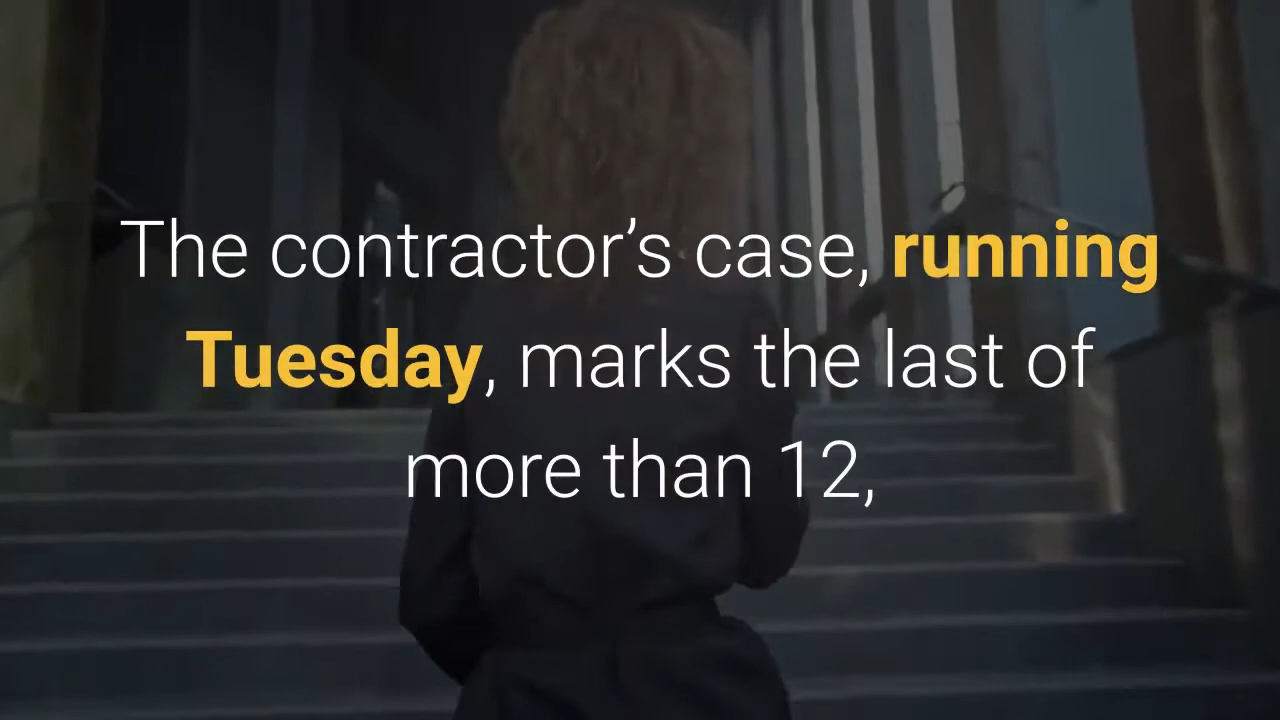 The contractor’s case, running
Tuesday, marks the last of
more than 12,